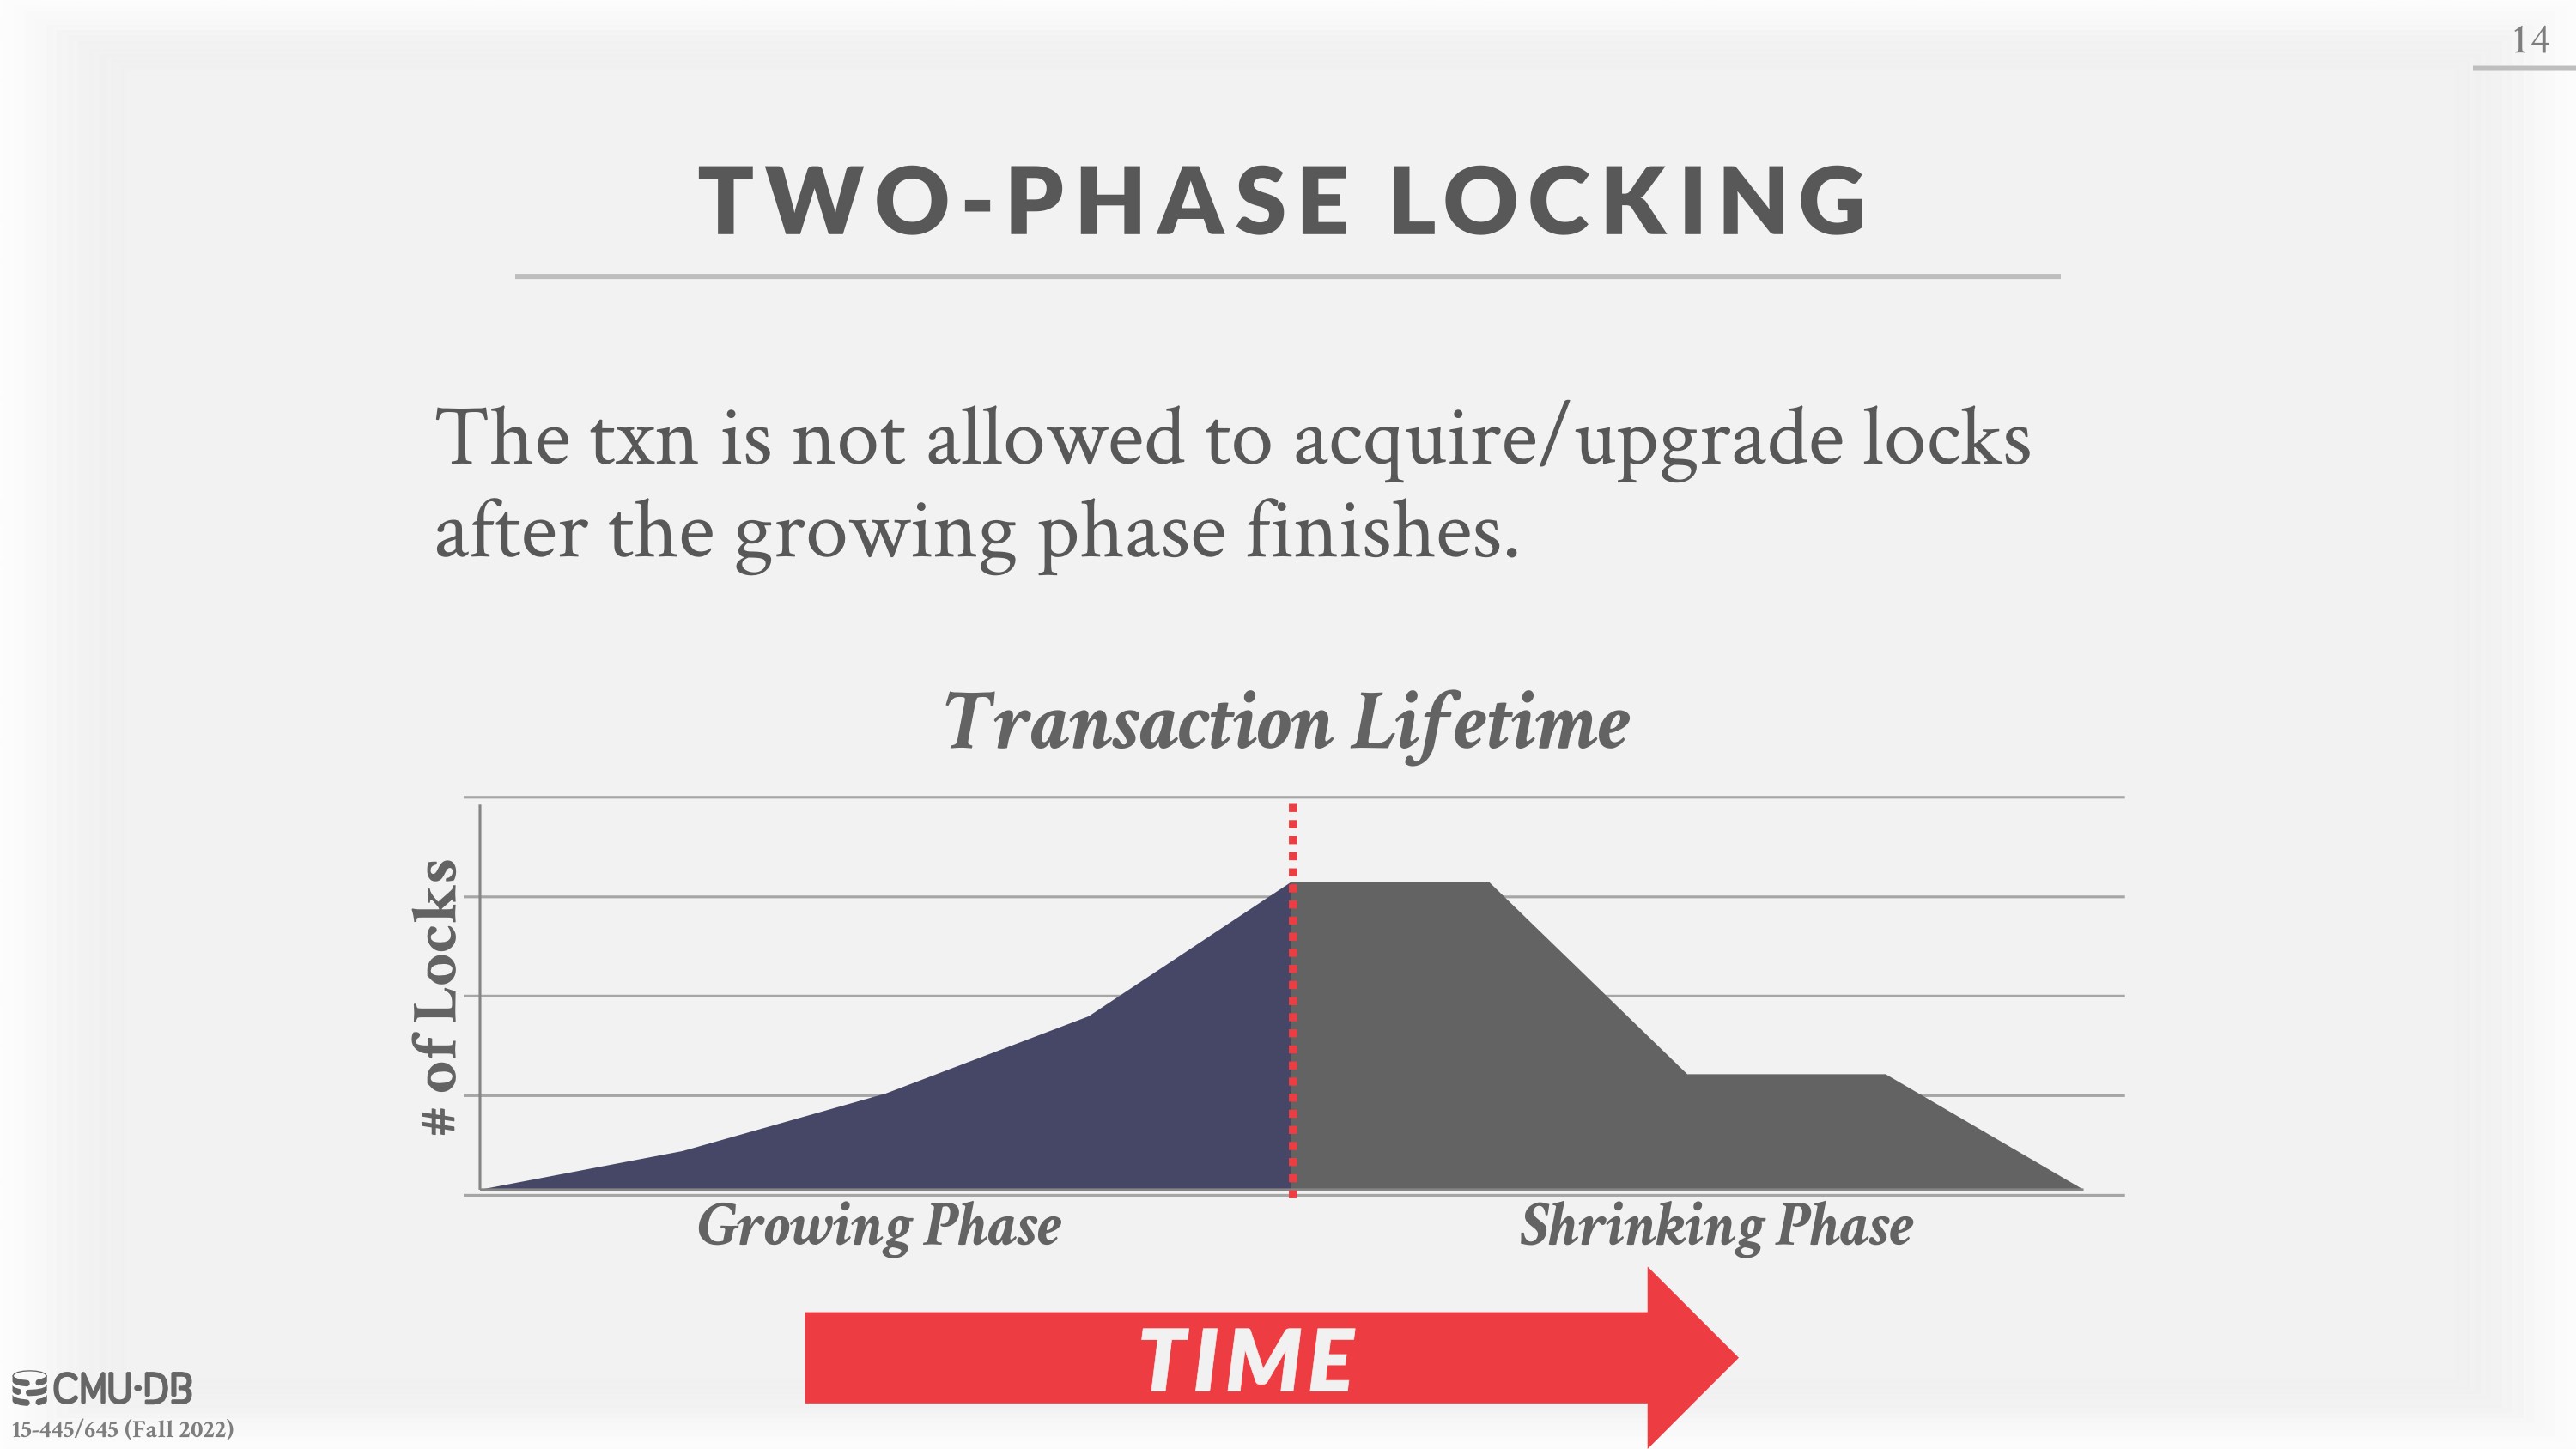 14
TWO-PHASE LOCKING
The txn is not allowed to acquire/upgrade locks
after the growing phase finishes.
Transaction Lifetime
# of Locks
Growing Phase
Shrinking Phase
TIME
CMU·DB
15-445/645 (Fall 2022)